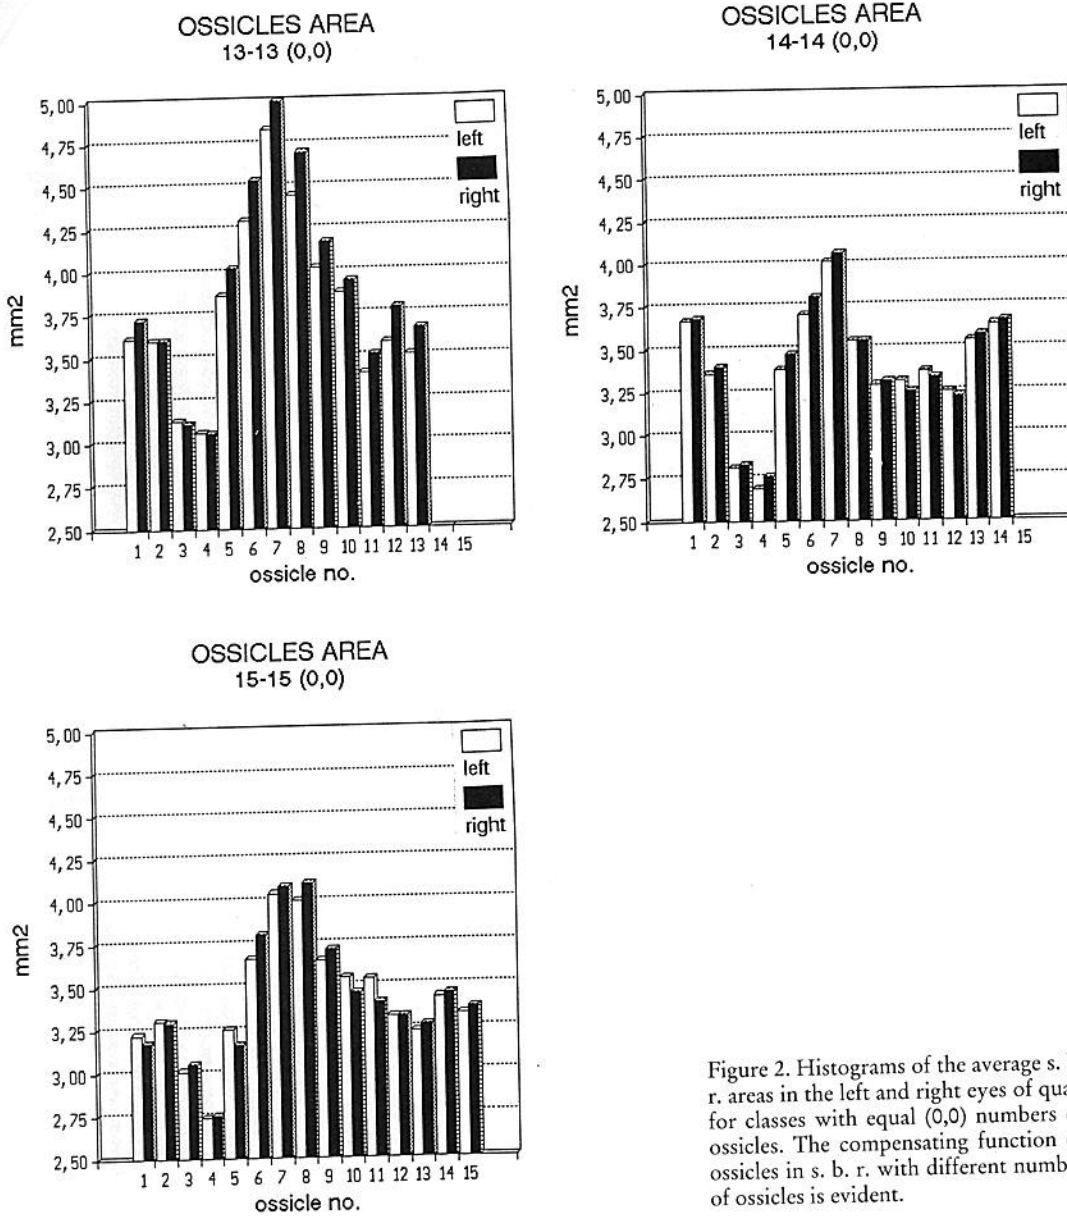 OSSICLES AREA
13-13 (0,0)
5,00
4,75
4,50
4,25
4,00
3,75
3,50
3,25
3,00
2,75
2,50
mm2
left
right
1 2 3 4 5 6 7 8 9 10 11 12 13 14 15
ossicle no.
OSSICLES AREA
14-14 (0,0)
5,00
4,75
4,50
4,25
4,00
3,75
3,50
3,25
3,00
2,75
2,50
mm2
left
right
1 2 3 4 5 6 7 8 9 10 11 12 13 14 15
ossicle no.
OSSICLES AREA
15-15 (0,0)
5,00
4,75
4,50
4,25
4,00
3,75
3,50
3,25
3,00
2,75
2,50
mm2
left
right
1 2 3 4 5 6 7 8 9 10 11 12 13 14 15
ossicle no.
Figure 2. Histograms of the average s.
r. areas in the left and right eyes of
for classes with equal (0,0) numbers
ossicles. The compensating function
ossicles in s. b. r. with different
of ossicles is evident.